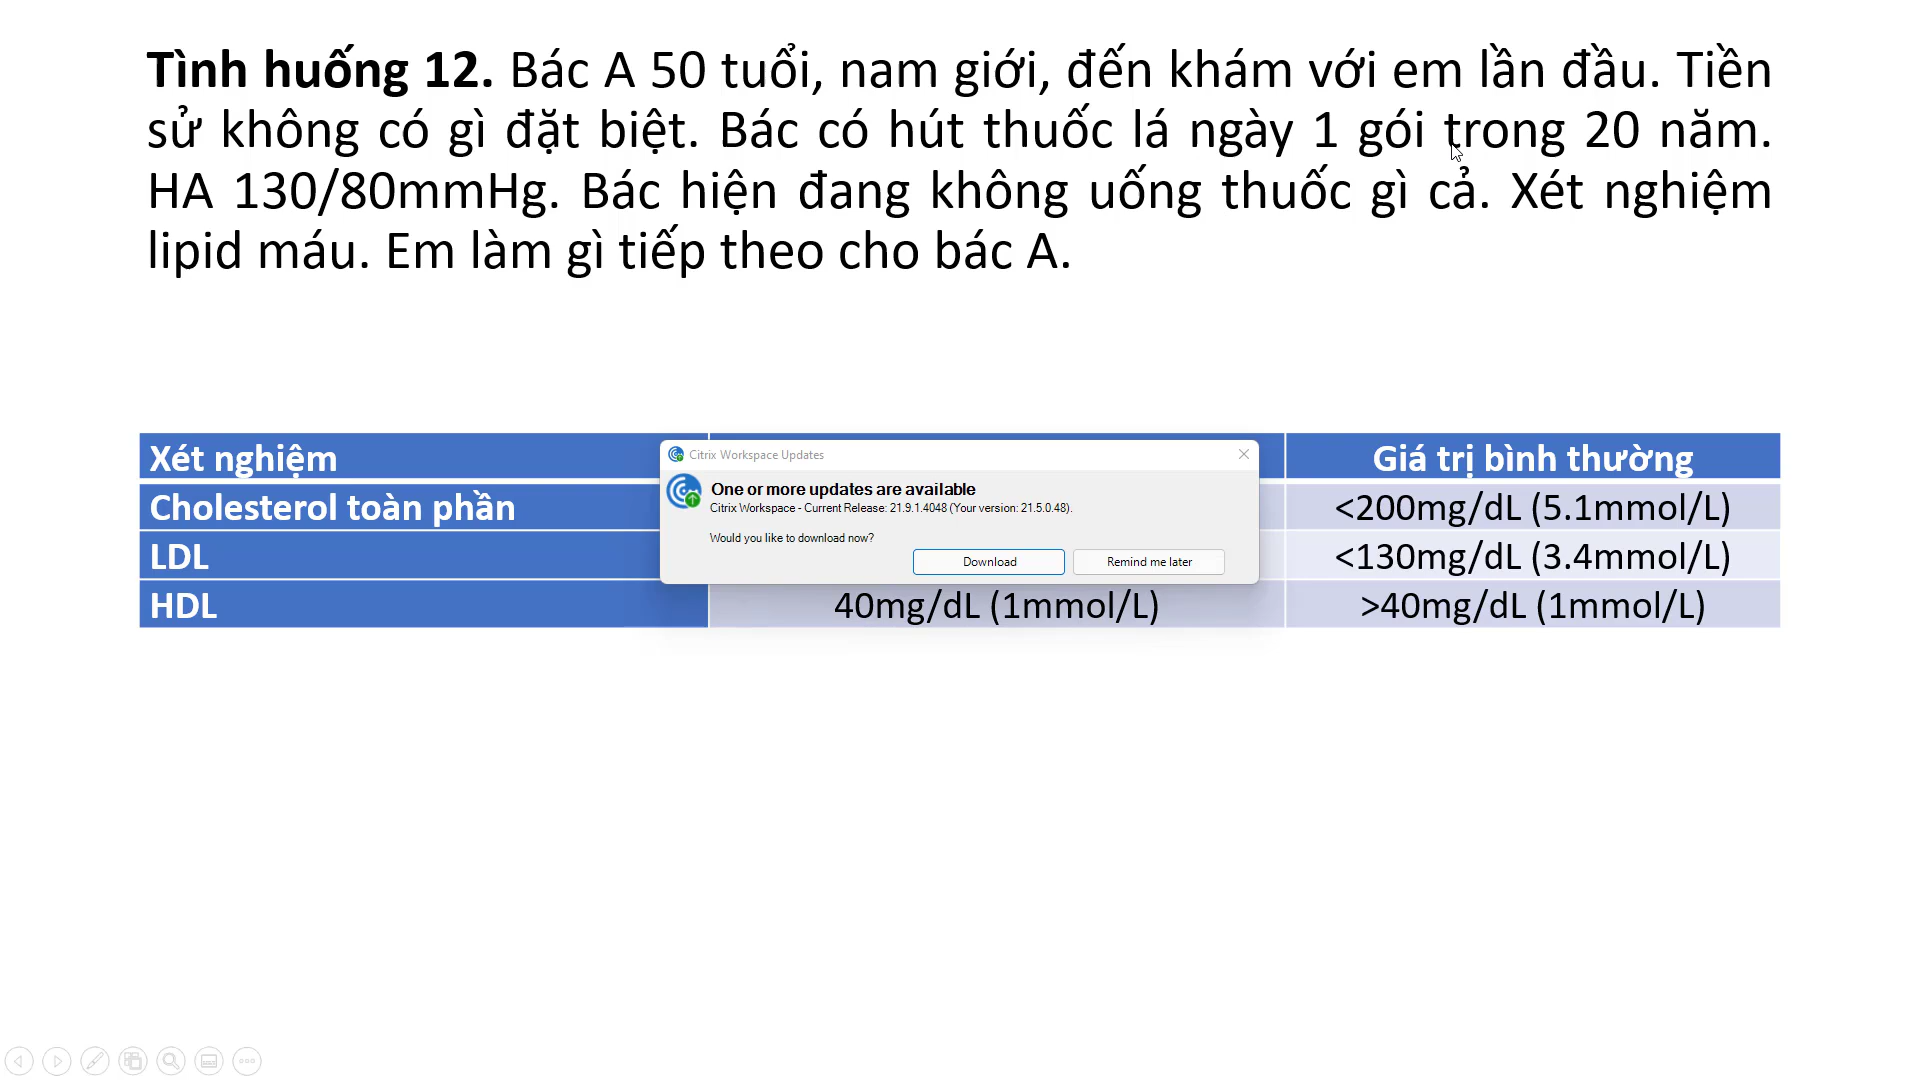 Tình huống 12. Bác A 50 tuổi, nam giới, đến khám với em lần đầu. Tiền
sử không có gì đặt biệt. Bác có hút thuốc lá ngày 1 gói trong 20 năm.
HA 130/80mmHg. Bác hiện đang không uống thuốc gì cả. Xét nghiệm
lipid máu. Em làm gì tiếp theo cho bác A.
Xét nghiệm Giá trị bình thường
Citrix Workspace Updates
One or more updates are available
Citrix Workspace - Current Release: 21.9.1.4048 (Your version: 21.5.0.48).
Would you like to download now?
Download Remind me later
Cholesterol toàn phần <200mg/dL (5.1mmol/L)
LDL <130mg/dL (3.4mmol/L)
HDL 40mg/dL (1mmol/L) >40mg/dL (1mmol/L)